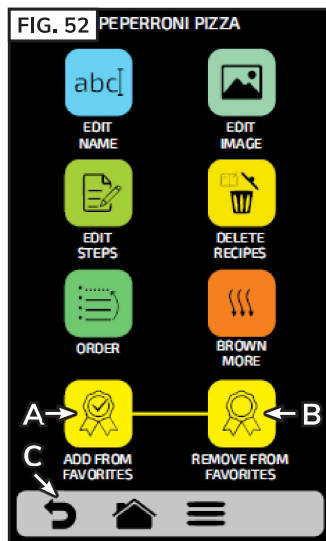 FIG. 52
PEPERRONI PIZZA
abc
EDIT
NAME
EDIT
IMAGE
EDIT
STEPS
DELETE
RECIPES
ORDER
BROWN
MORE
A
B
ADD FROM
FAVORITES
REMOVE FROM
FAVORITES
C